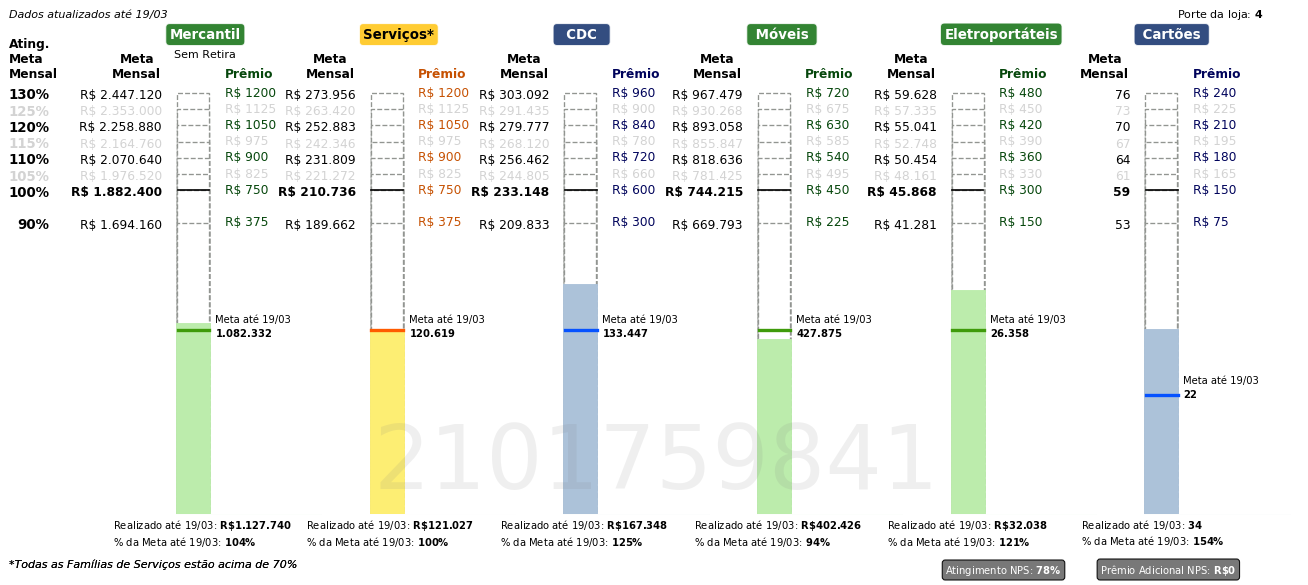 Dados atualizados até 19/03 Porte da loja: 4
Mercantil Serviços* CDC Móveis Eletroportáteis Cartões
Sem Retira
Ating. Meta Mensal Meta Mensal Prêmio Meta Mensal Prêmio Meta Mensal Prêmio Meta Mensal Prêmio Meta Mensal Prêmio Meta Mensal Prêmio
130% R$ 2.447.120 R$ 1200 R$ 273.956 R$ 1200 R$ 303.092 R$ 960 R$ 967.479 R$ 720 R$ 59.628 R$ 480 76 R$ 240
125% R$ 2.353.000 R$ 1125 R$ 263.420 R$ 1125 R$ 291.435 R$ 900 R$ 930.268 R$ 675 R$ 57.335 R$ 450 73 R$ 225
120% R$ 2.258.880 R$ 1050 R$ 252.883 R$ 1050 R$ 279.777 R$ 840 R$ 893.058 R$ 630 R$ 55.041 R$ 420 70 R$ 210
115% R$ 2.164.760 R$ 975 R$ 242.346 R$ 975 R$ 268.120 R$ 780 R$ 855.847 R$ 585 R$ 52.748 R$ 390 67 R$ 195
110% R$ 2.070.640 R$ 900 R$ 231.809 R$ 900 R$ 256.462 R$ 720 R$ 818.636 R$ 540 R$ 50.454 R$ 360 64 R$ 180
105% R$ 1.976.520 R$ 825 R$ 221.272 R$ 825 R$ 244.805 R$ 660 R$ 781.425 R$ 495 R$ 48.161 R$ 330 61 R$ 165
100% R$ 1.882.400 R$ 750 R$ 210.736 R$ 750 R$ 233.148 R$ 600 R$ 744.215 R$ 450 R$ 45.868 R$ 300 59 R$ 150
90% R$ 1.694.160 R$ 375 R$ 189.662 R$ 375 R$ 209.833 R$ 300 R$ 669.793 R$ 225 R$ 41.281 R$ 150 53 R$ 75
Meta até 19/03 Meta até 19/03 Meta até 19/03 Meta até 19/03 Meta até 19/03
1.082.332 120.619 133.447 427.875 26.358
Meta até 19/03
22
2101759841
Realizado até 19/03: R$1.127.740 Realizado até 19/03: R$121.027 Realizado até 19/03: R$167.348 Realizado até 19/03: R$402.426 Realizado até 19/03: R$32.038 Realizado até 19/03: 34
% da Meta até 19/03: 104% % da Meta até 19/03: 100% % da Meta até 19/03: 125% % da Meta até 19/03: 94% % da Meta até 19/03: 121% % da Meta até 19/03: 154%
*Todas as Famílias de Serviços estão acima de 70% Atingimento NPS: 78% Prêmio Adicional NPS: R$0